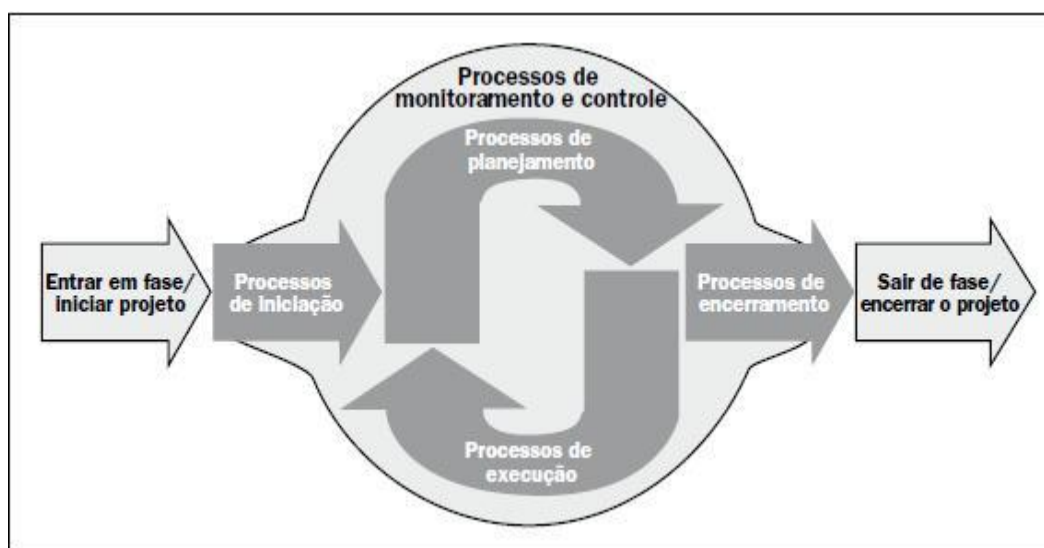 Processos de
monitoramento e controle
Processos de
planejamento
Entrar em fase/
iniciar projeto
Processos
de iniciação
Processos de
encerramento
Sair de fase/
encerrar o projeto
Processos de
execução